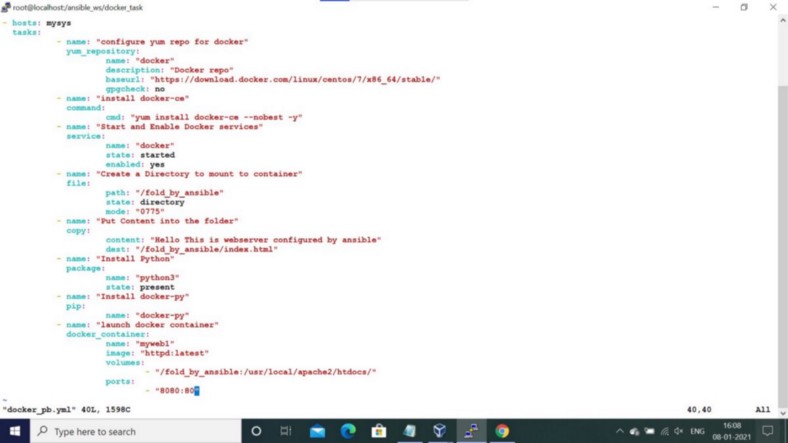 root@localhost:/ansible_ws/docker_task
- hosts: mysys
tasks:
- name: "configure yum repo for docker"
yum_repository:
name: "docker"
description: "Docker repo"
baseurl: "https://download.docker.com/linux/centos/7/x86_64/stable/"
gpgcheck: no
- name: "install docker-ce"
command:
cmd: "yum install docker-ce --nobest -y"
- name: "Start and Enable Docker services"
service:
name: "docker"
state: started
enabled: yes
- name: "Create a Directory to mount to container"
file:
path: "/fold_by_ansible"
state: directory
mode: "0775"
- name: "Put Content into the folder"
copy:
content: "Hello This is webserver configured by ansible"
dest: "/fold_by_ansible/index.html"
- name: "Install Python"
package:
name: "python3"
state: present
- name: "Install docker-py"
pip:
name: "docker-py"
- name: "launch docker container"
docker_container:
name: "myweb1"
image: "httpd:latest"
volumes:
- "/fold_by_ansible:/usr/local/apache2/htdocs/"
ports:
- "8080:80"
~
"docker_pb.yml" 40L, 1598C 40,40 All
Type here to search ENG 16:08
08-01-2021